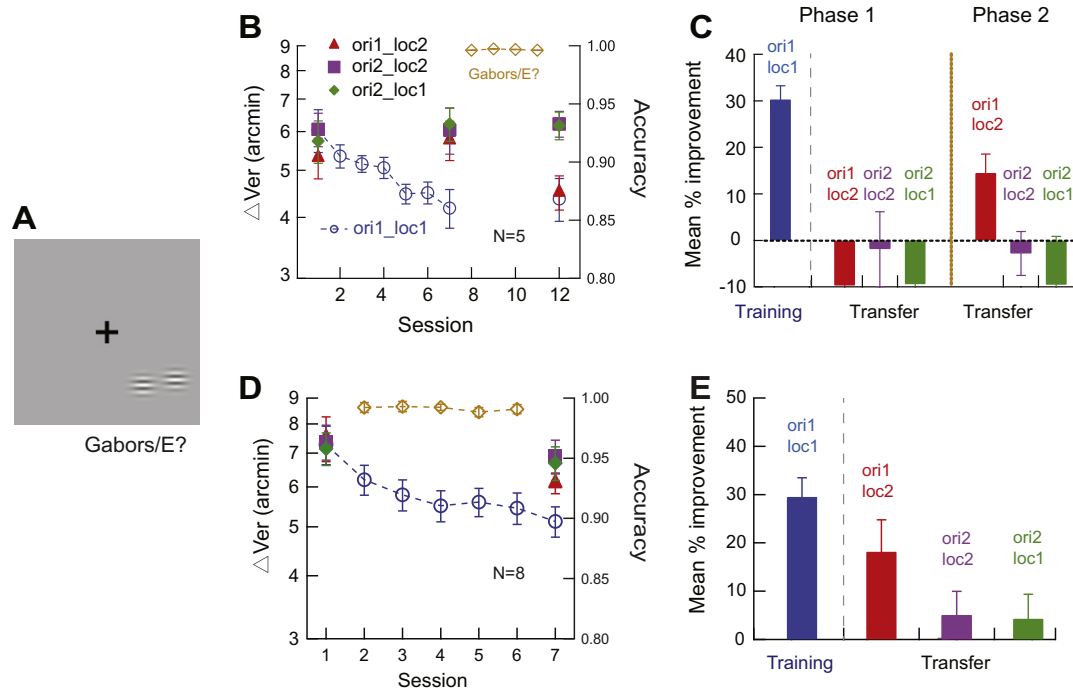 A
Gabors/E?
B
ori1_loc2
ori2_loc2
ori2_loc1
Gabors/E?
ori1_loc1
N=5
△Ver (arcmin)
9
8
7
6
5
4
3
1.00
0.95
0.90
0.85
0.80
Accuracy
2 4 6 8 10 12
Session
C
Phase 1 Phase 2
Mean % improvement
40
30
20
10
0
-10
ori1
loc1
ori1
loc2
ori2
loc2
ori2
loc1
ori1
loc2
ori2
loc2
ori2
loc1
Training Transfer Transfer
D
△Ver (arcmin)
9
8
7
6
5
4
3
N=8
1.00
0.95
0.90
0.85
0.80
Accuracy
1 2 3 4 5 6 7
Session
E
Mean % improvement
50
40
30
20
10
0
ori1
loc1
ori1
loc2
ori2
loc2
ori2
loc1
Training Transfer